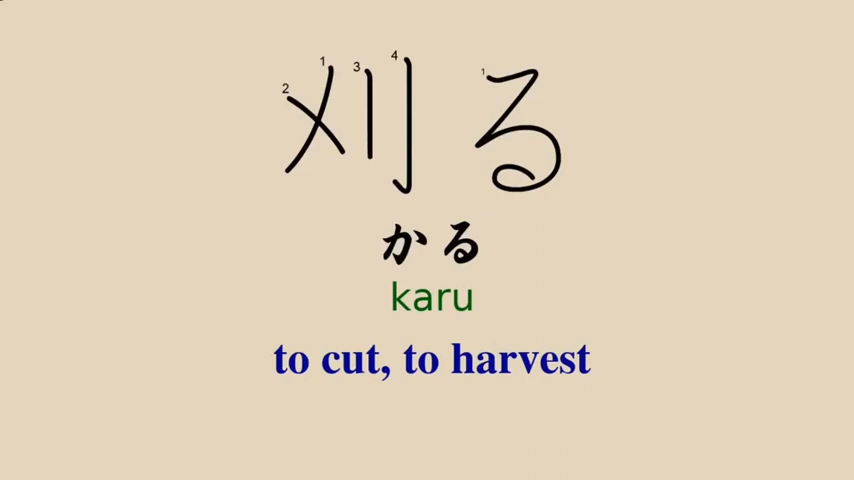 刈る
かる
karu
to cut, to harvest